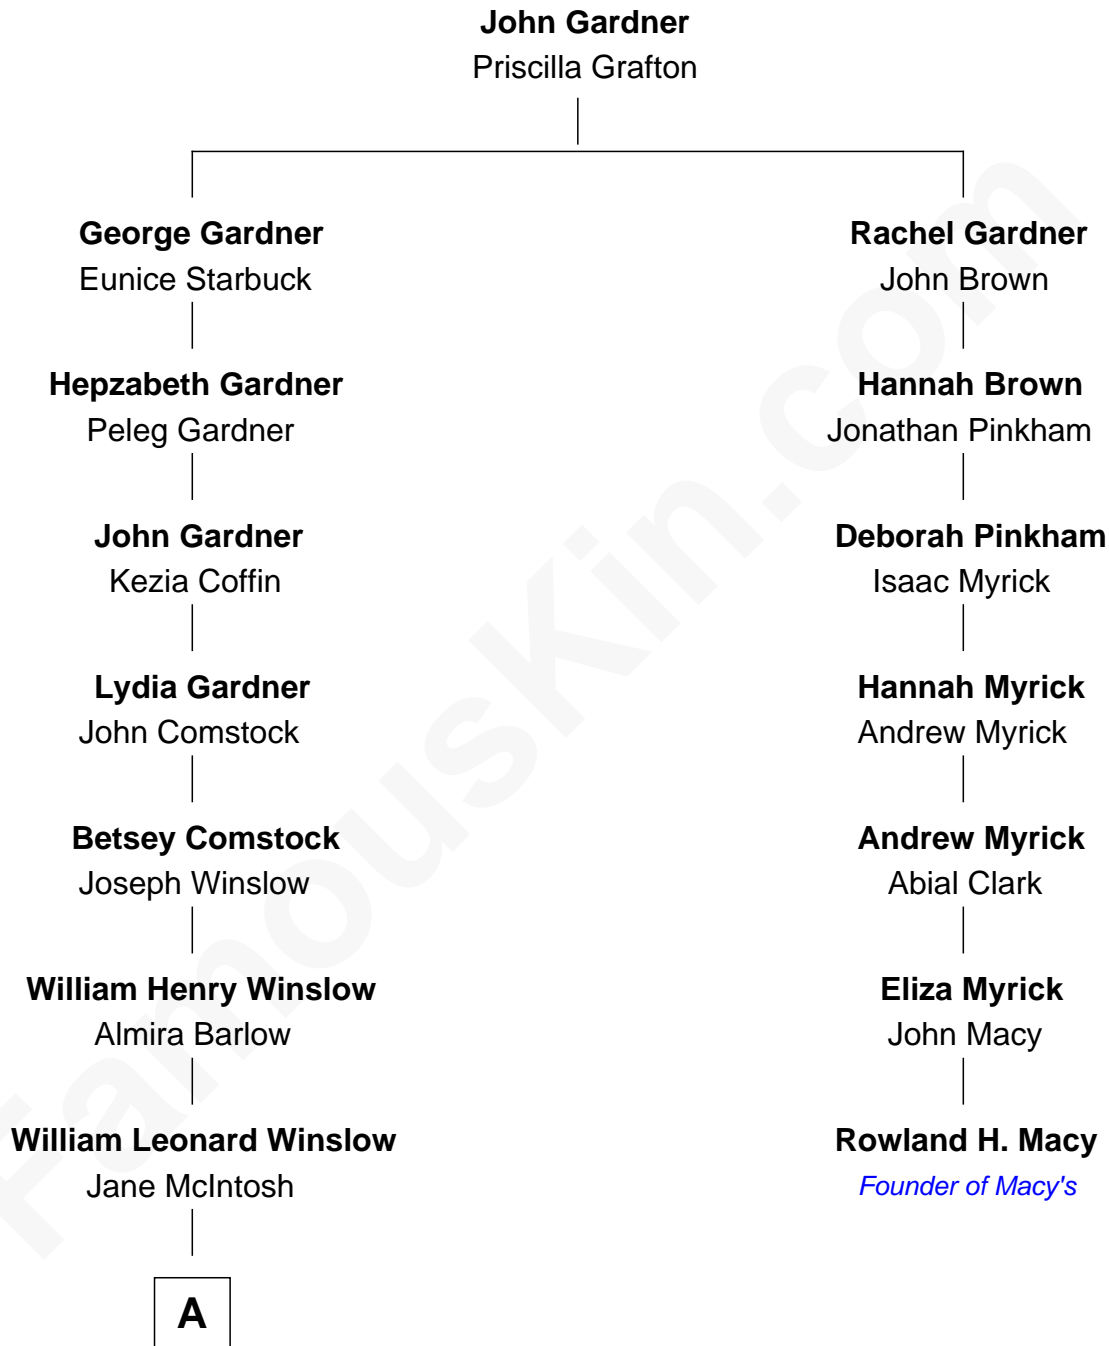 John Gardner
Priscilla Grafton
George Gardner
Eunice Starbuck
Rachel Gardner
John Brown
Hepzabeth Gardner
Peleg Gardner
Hannah Brown
Jonathan Pinkham
John Gardner
Kezia Coffin
Deborah Pinkham
Isaac Myrick
Lydia Gardner
John Comstock
Hannah Myrick
Andrew Myrick
Betsey Comstock
Joseph Winslow
Andrew Myrick
Abial Clark
William Henry Winslow
Almira Barlow
Eliza Myrick
John Macy
William Leonard Winslow
Jane McIntosh
Rowland H. Macy
Founder of Macy's
A
FamousKin.com